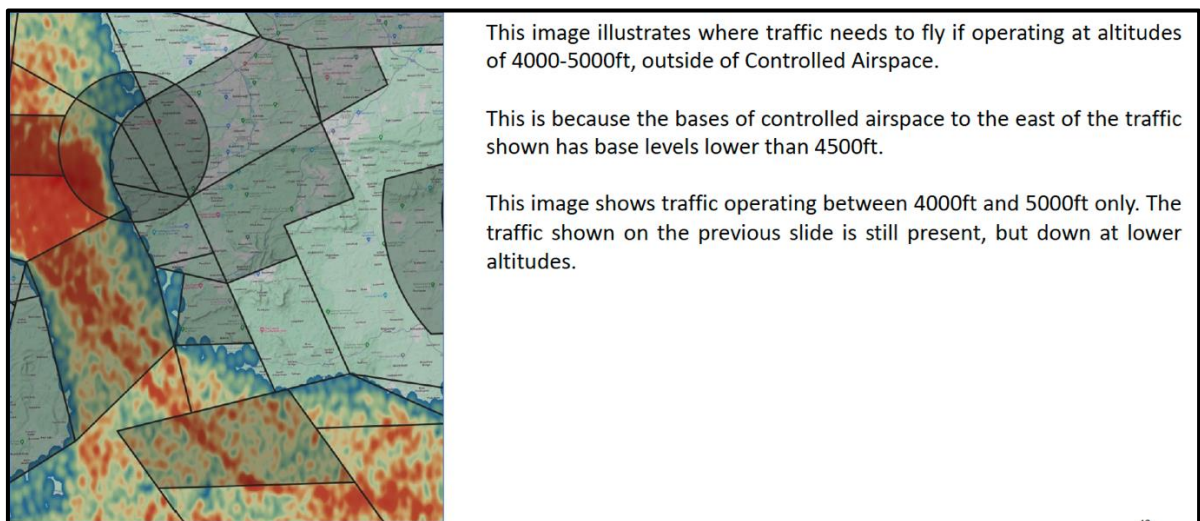 This image illustrates where traffic needs to fly if operating at altitudes
of 4000-5000ft, outside of Controlled Airspace.
This is because the bases of controlled airspace to the east of the traffic
shown has base levels lower than 4500ft.
This image shows traffic operating between 4000ft and 5000ft only. The
traffic shown on the previous slide is still present, but down at lower
altitudes.